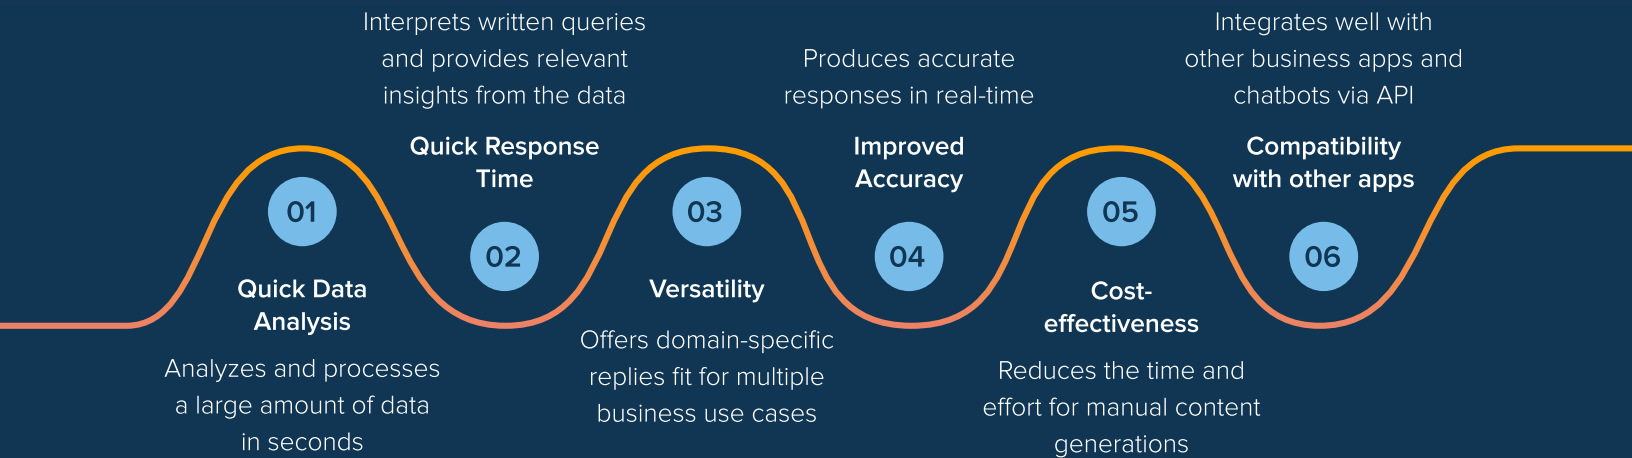 01
Quick Data
Analysis
Analyzes and processes
a large amount of data
in seconds
Interprets written queries
and provides relevant
insights from the data
Quick Response
Time
02
03
Versatility
Offers domain-specific
replies fit for multiple
business use cases
Produces accurate
responses in real-time
Improved
Accuracy
04
05
Cost-
effectiveness
Reduces the time and
effort for manual content
generations
Integrates well with
other business apps and
chatbots via API
Compatibility
with other apps
06